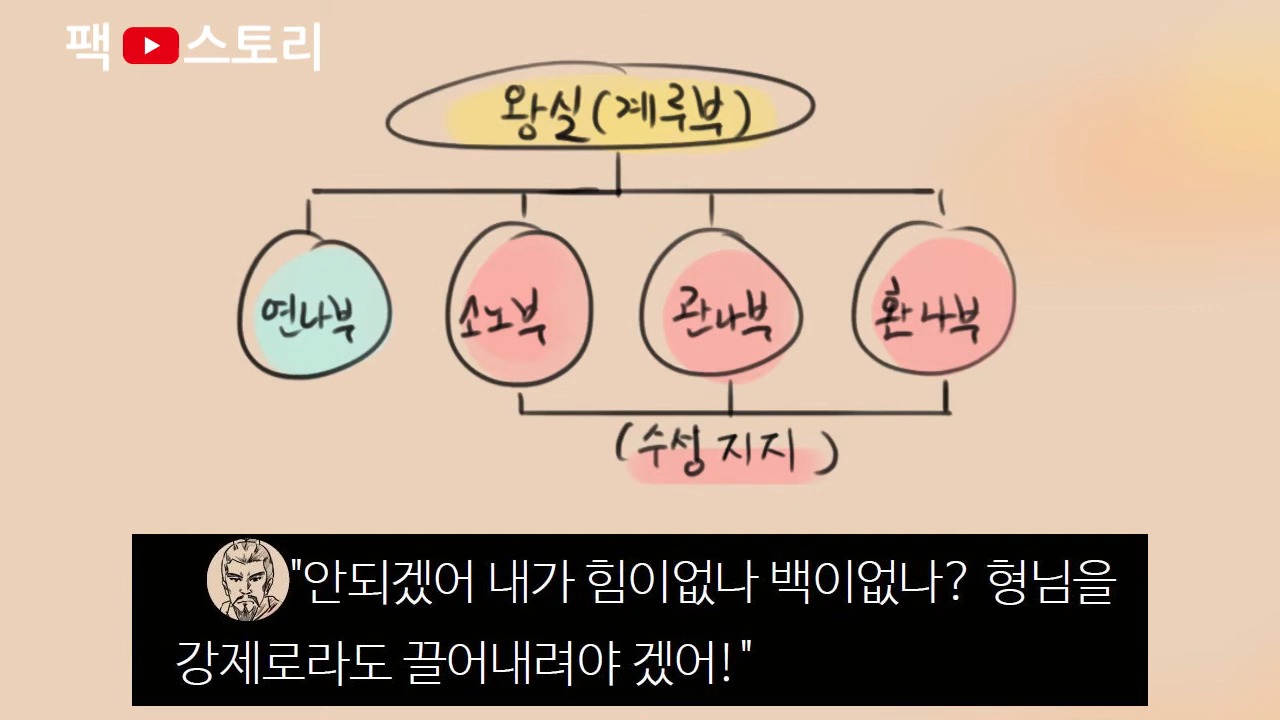 팩 스토리
왕실(계루부)
연나부 소노부 관나부 환나부
(수성 지지)
"안되겠어 내가 힘이없나 백이없나? 형님을
강제로라도 끌어내려야 겠어!"